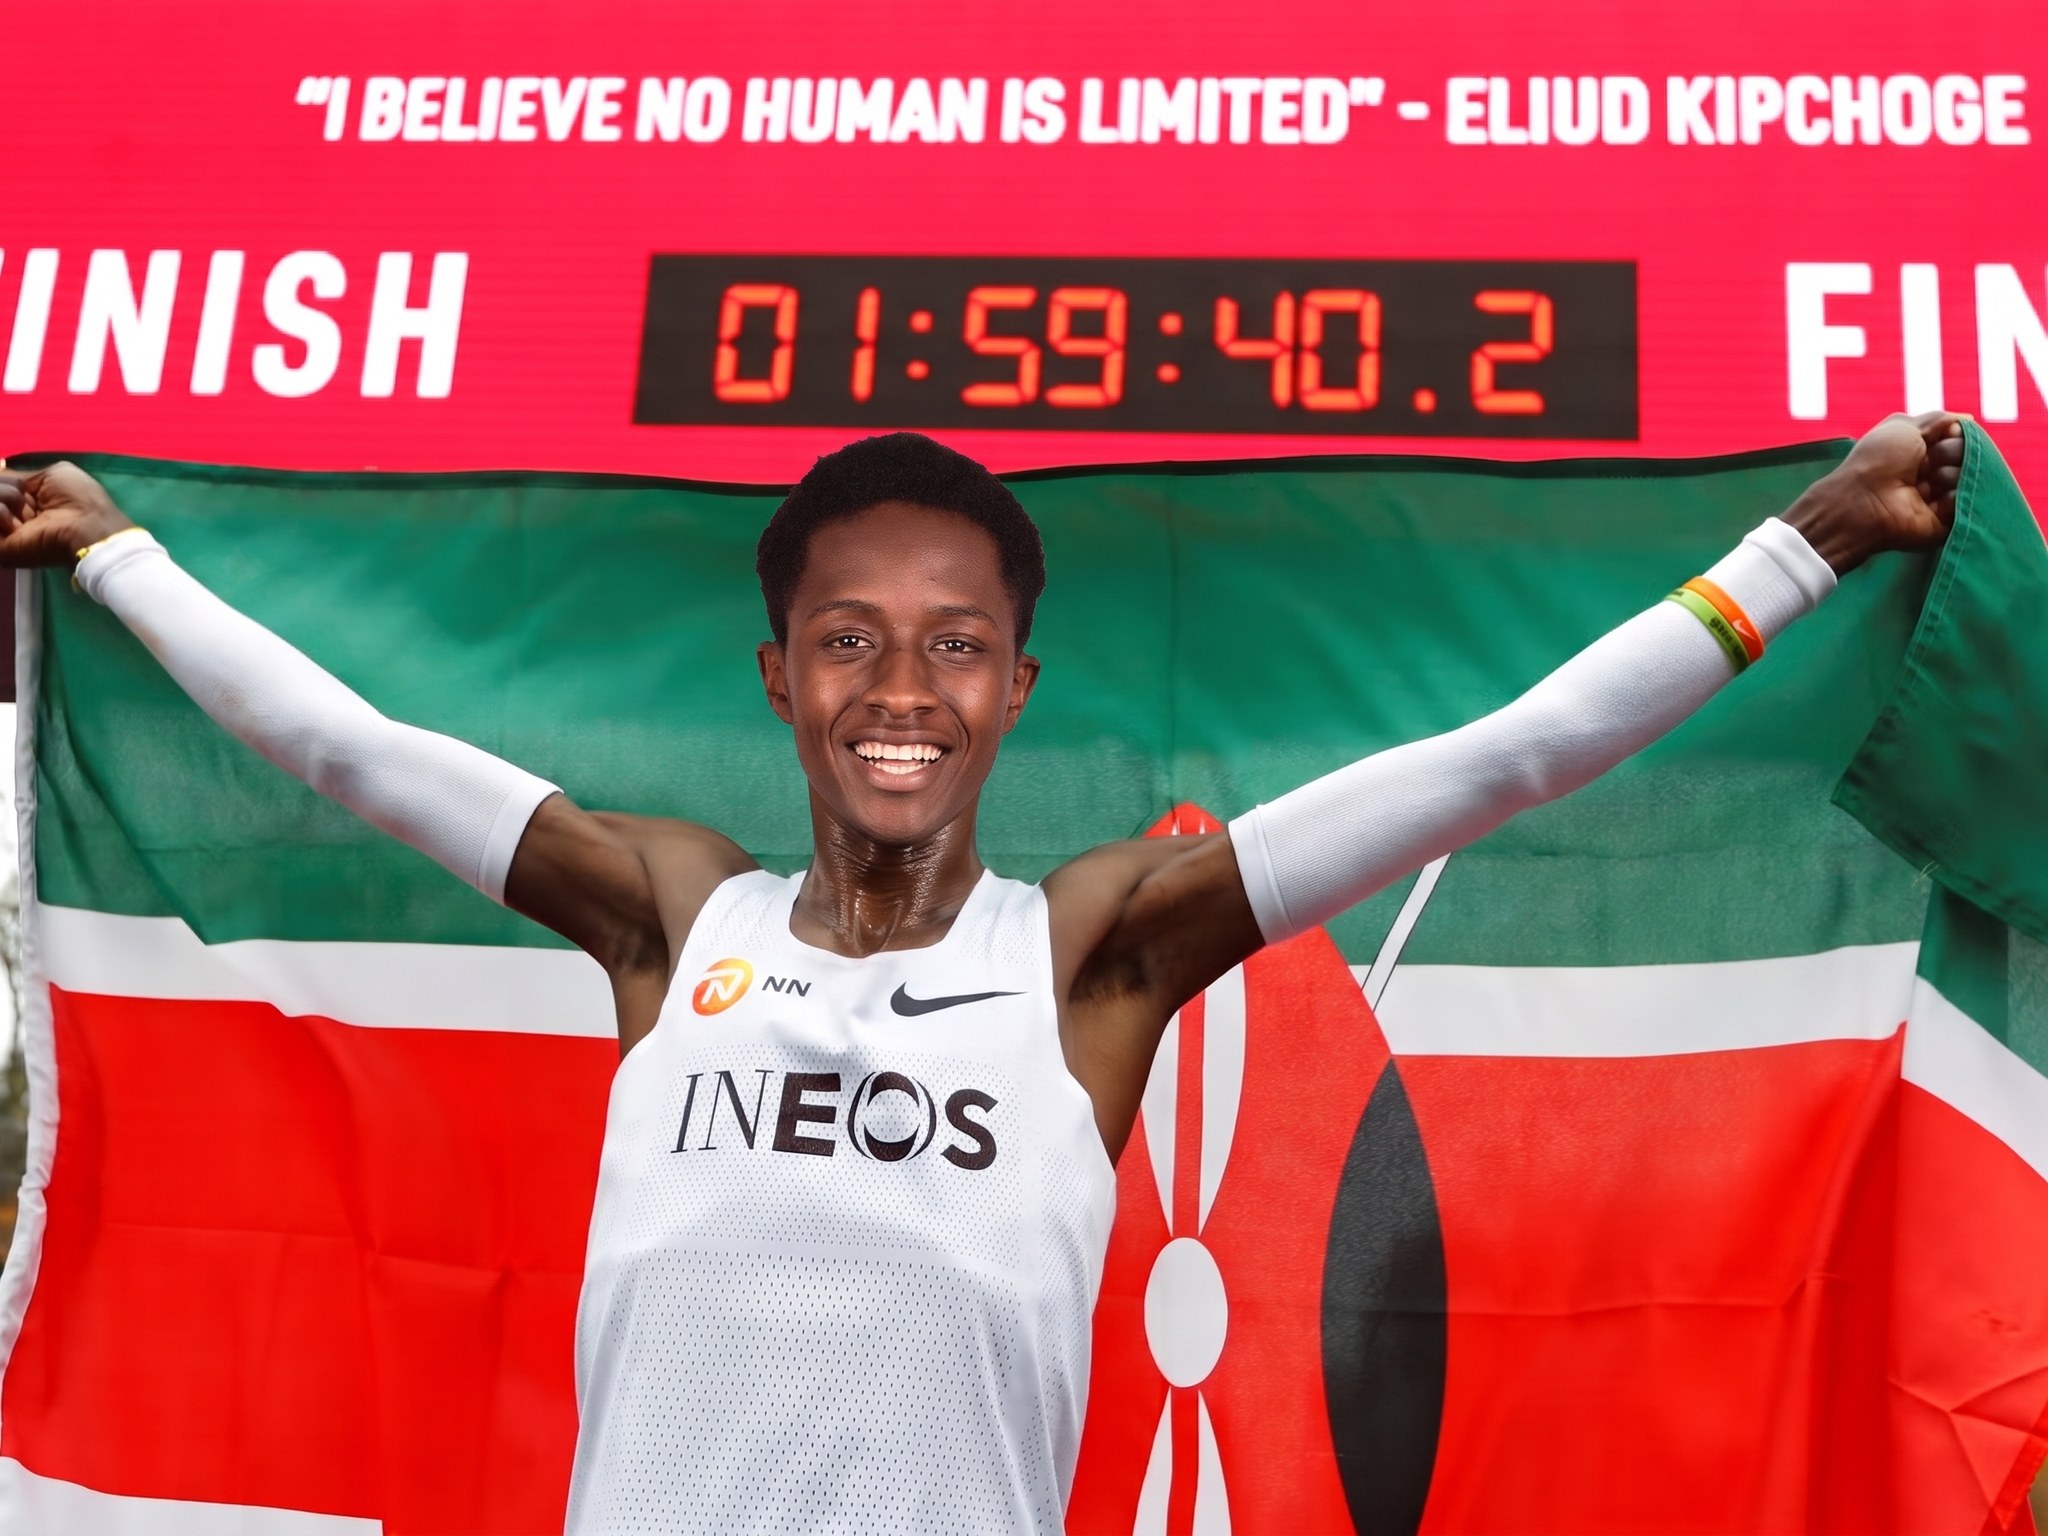 "I BELIEVE NO HUMAN IS LIMITED" - ELIUD KIPCHOGE
INISH
01:59:40.2
FIN
NN
INEOS